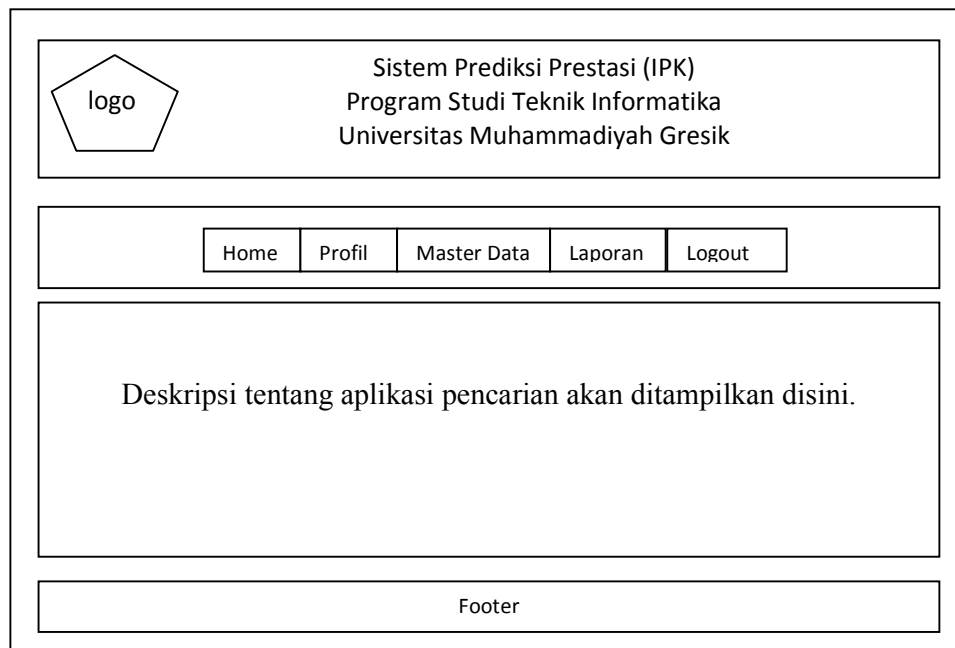 logo
Sistem Prediksi Prestasi (IPK)
Program Studi Teknik Informatika
Universitas Muhammadiyah Gresik
Home Profil Master Data Laporan Logout
Deskripsi tentang aplikasi pencarian akan ditampilkan disini.
Footer